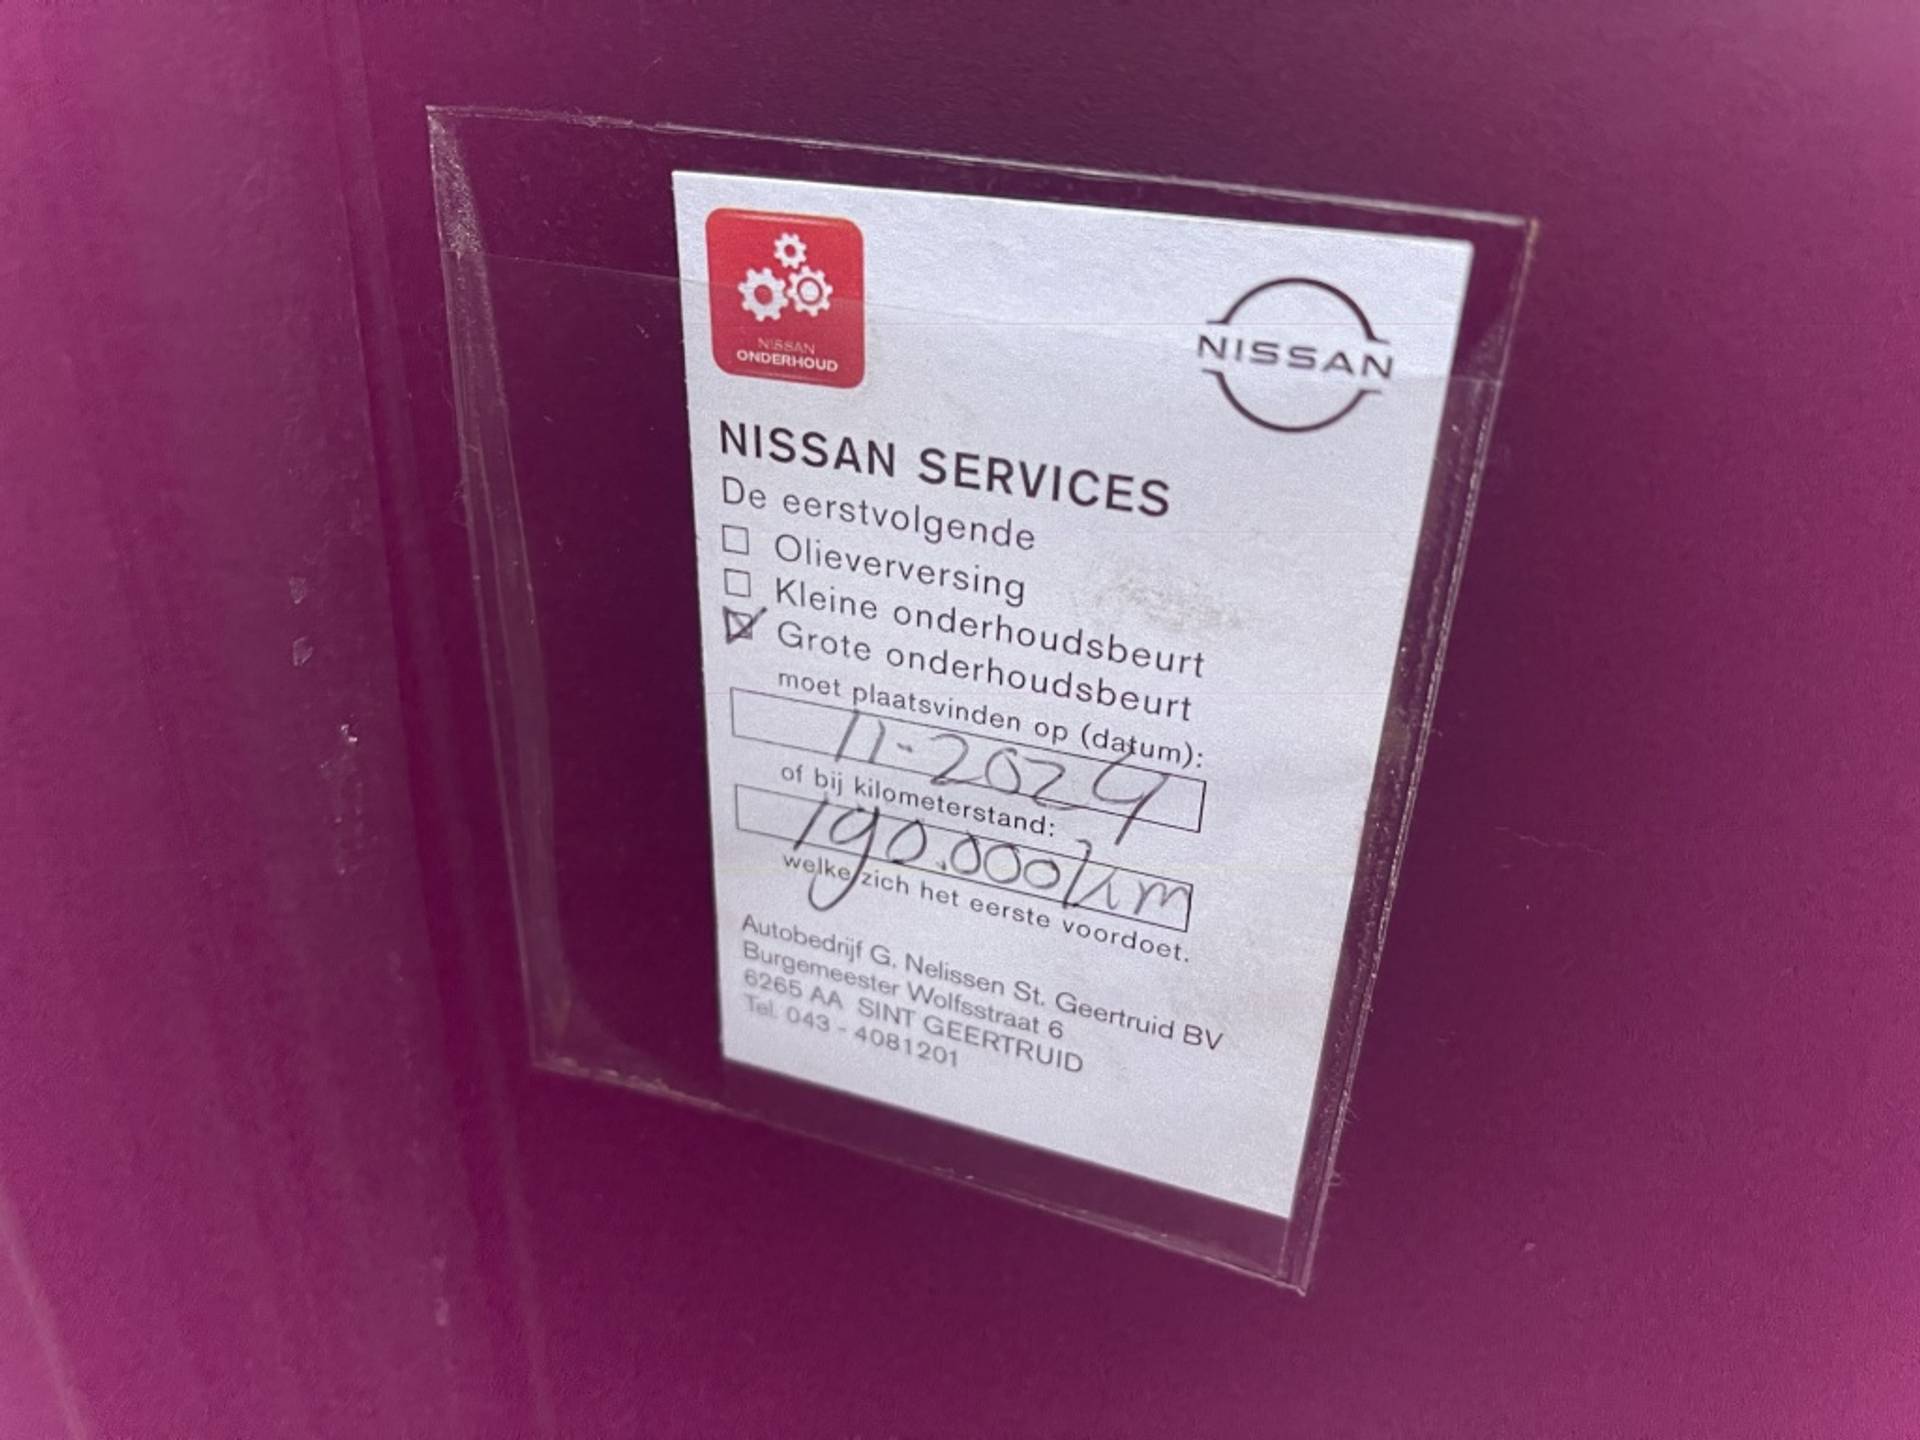 NISSAN
ONDERHOUD
NISSAN
NISSAN SERVICES
De eerstvolgende
Olieverversing
Kleine onderhoudsbeurt
Grote onderhoudsbeurt
moet plaatsvinden op (datum):
11-2024
of bij kilometerstand:
190.000km
welke zich het eerste voordoet.
Autobedrijf G. Nelissen St. Geertruid BV
Burgemeester Wolfsstraat 6
6265 AA SINT GEERTRUID
Tel. 043 - 4081201